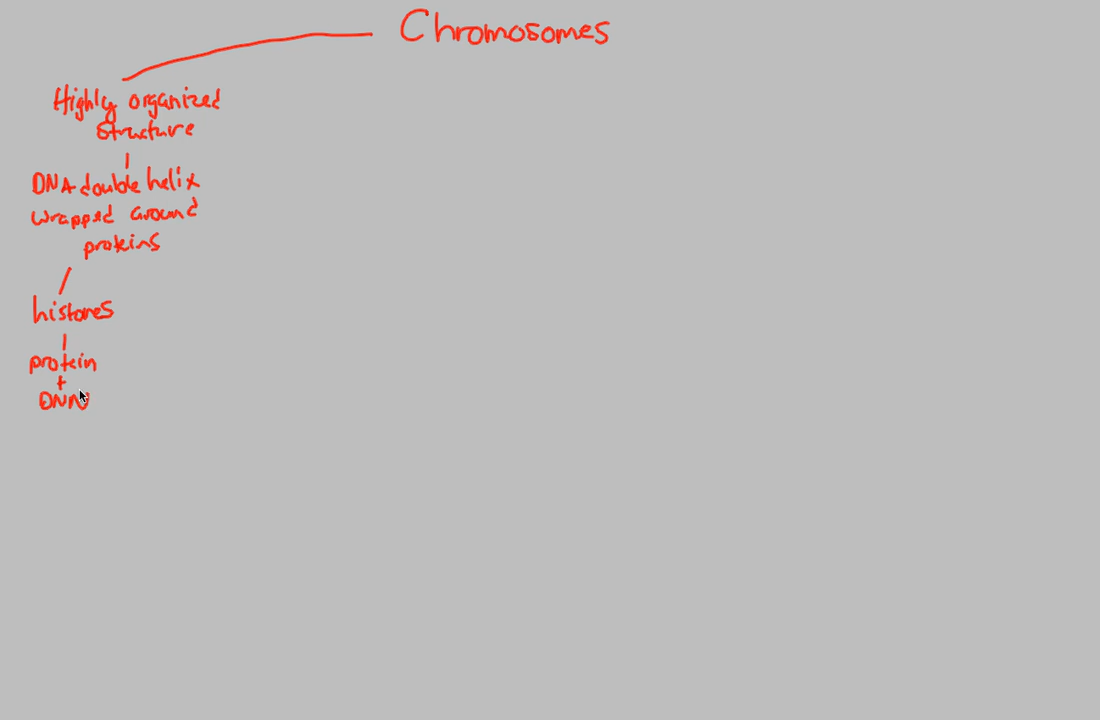 Chromosomes
Highly organized
structure
DNA double helix
wrapped around
proteins
histones
protein
+
DNA